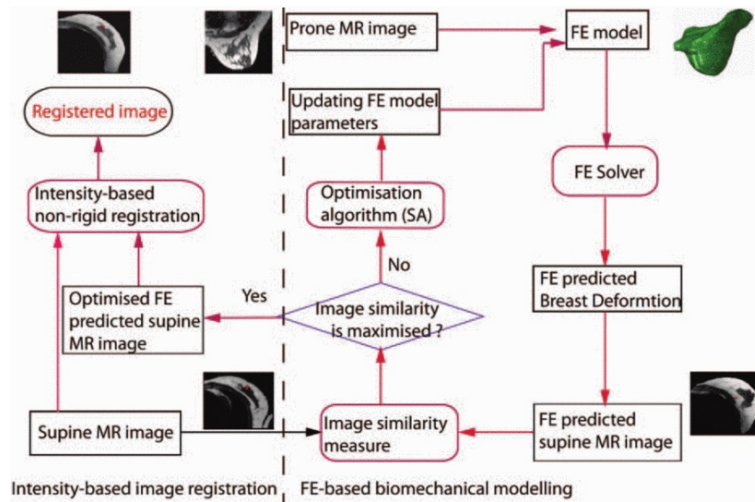 Prone MR image
FE model
Registered image
Updating FE model
parameters
Intensity-based
non-rigid registration
Optimisation
algorithm (SA)
FE Solver
No
Yes
Optimised FE
predicted supine
MR image
Image similarity
is maximised ?
FE predicted
Breast Deformtion
Supine MR image
Image similarity
measure
FE predicted
supine MR image
Intensity-based image registration
FE-based biomechanical modelling